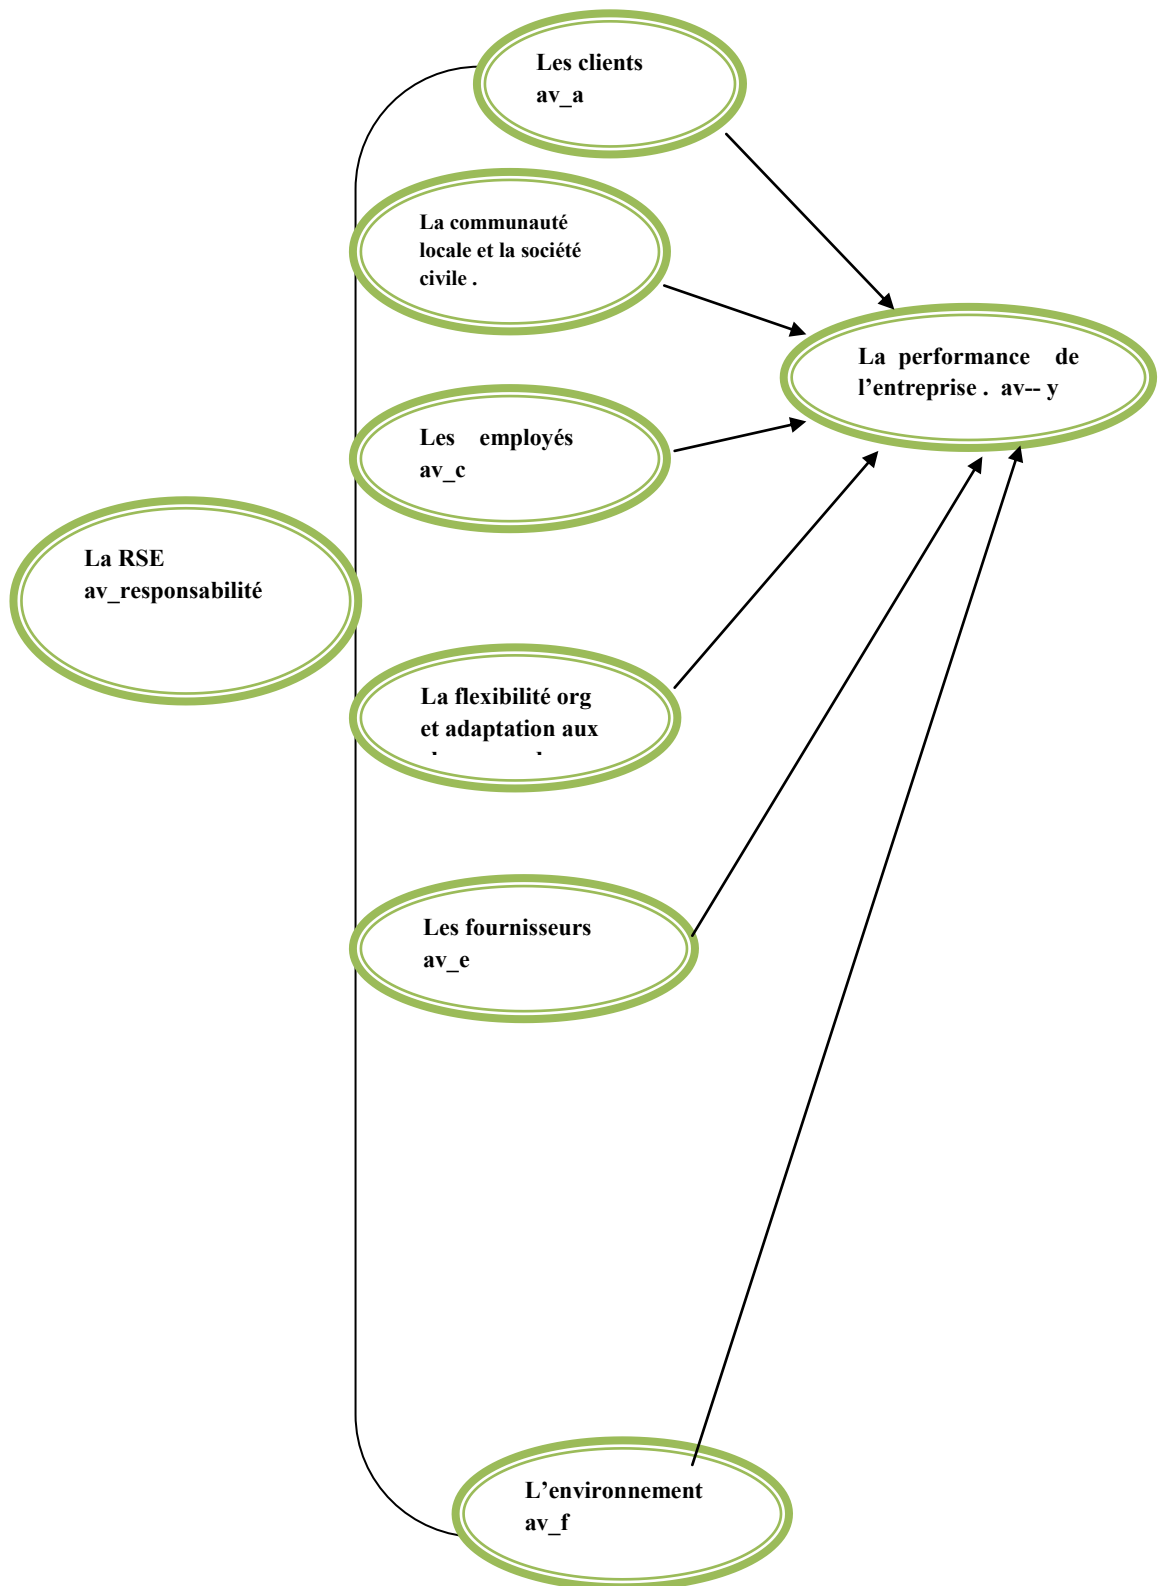 Les clients
av_a
La communauté
locale et la société
civile .
La performance de
l’entreprise . av-- y
Les employés
av_c
La RSE
av_responsabilité
La flexibilité org
et adaptation aux
Les fournisseurs
av_e
L’environnement
av_f